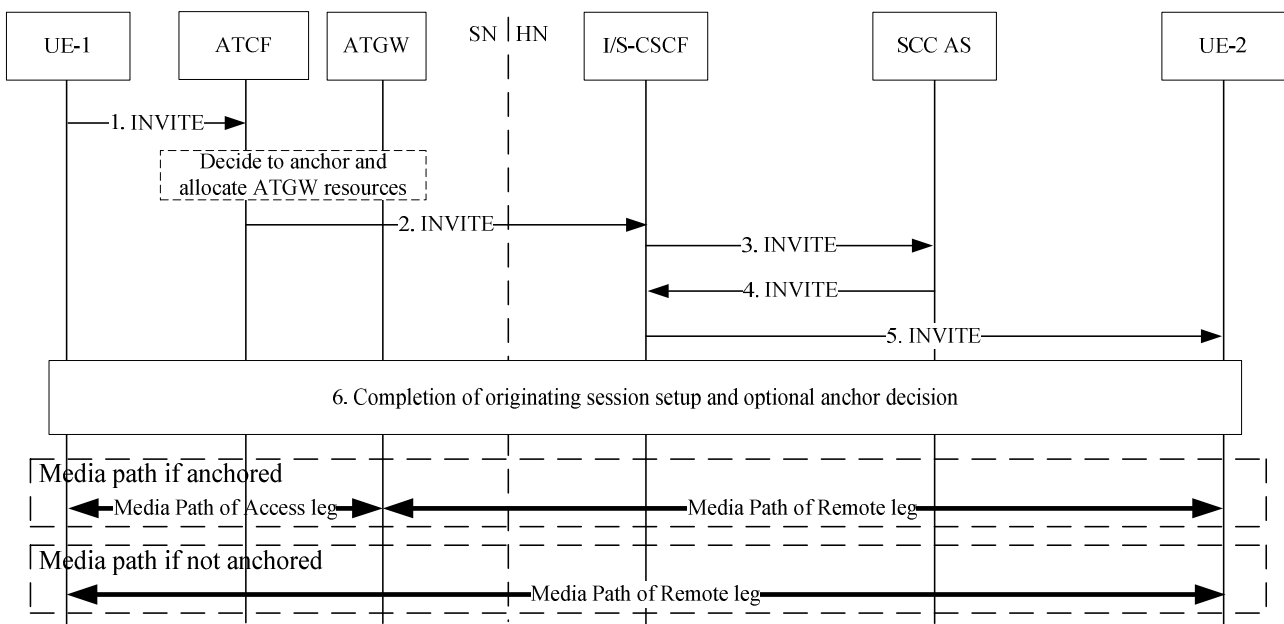 UE-1
ATCF
ATGW
SN
HN
I/S-CSCF
SCC AS
UE-2
1. INVITE
Decide to anchor and
allocate ATGW resources
2. INVITE
3. INVITE
4. INVITE
5. INVITE
6. Completion of originating session setup and optional anchor decision
Media path if anchored
Media Path of Access leg
Media Path of Remote leg
Media path if not anchored
Media Path of Remote leg